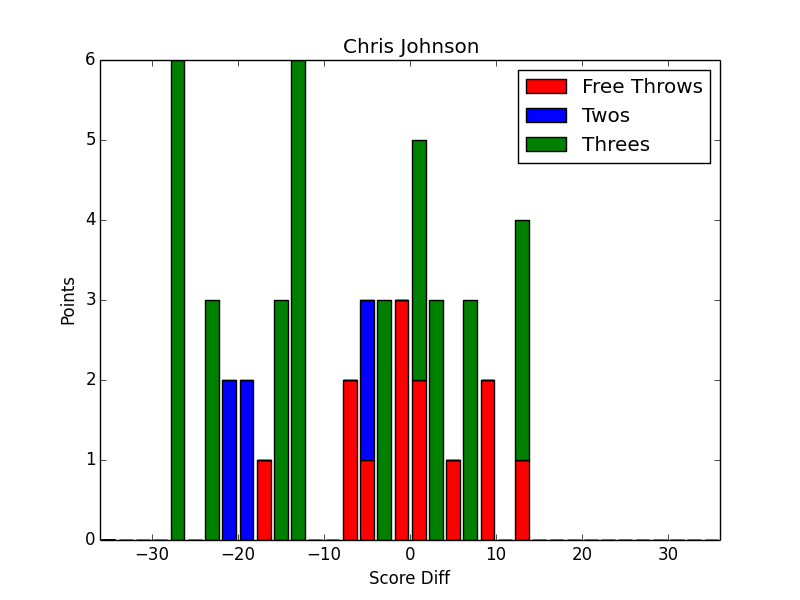 Chris Johnson
Free Throws
Twos
Threes
6
5
4
3
2
1
0
Points
−30 −20 −10 0 10 20 30
Score Diff